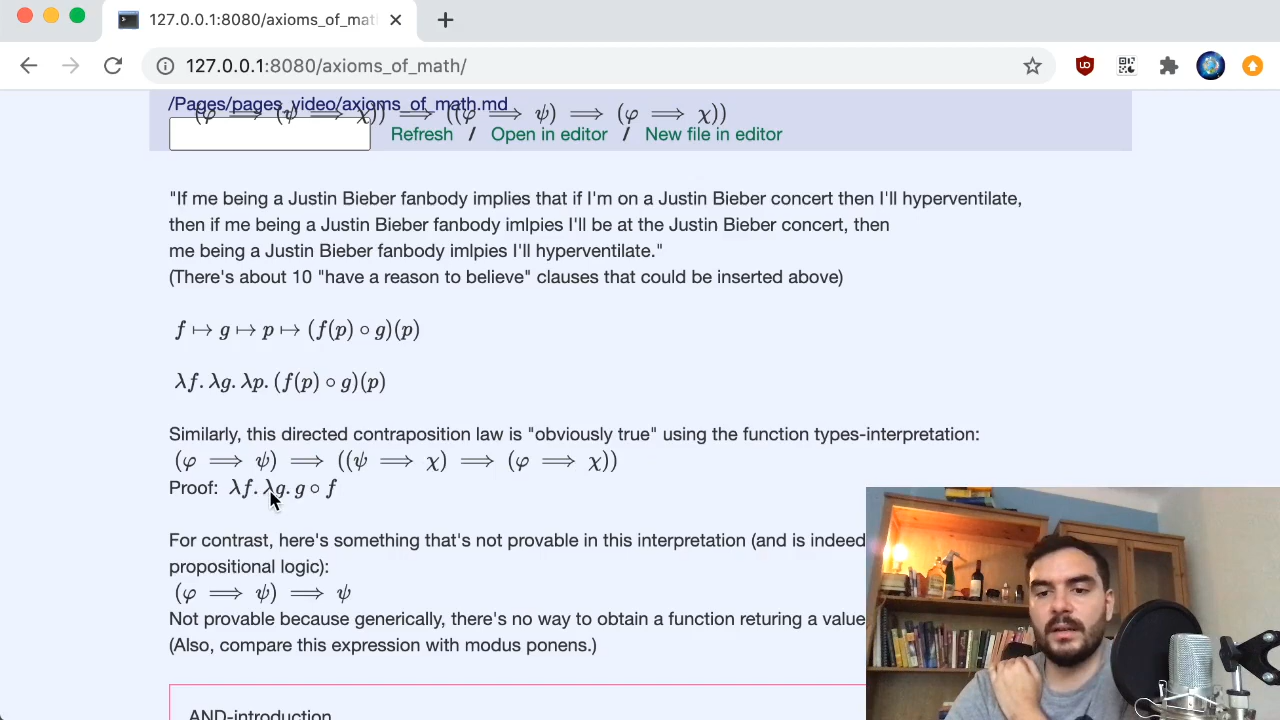 127.0.0.1:8080/axioms_of_mat
127.0.0.1:8080/axioms_of_math/
/Pages/pages_video/axioms_of_math.md
(φ ⟹ (ψ ⟹ χ)) ⟹ ((φ ⟹ ψ) ⟹ (φ ⟹ χ))
Refresh / Open in editor / New file in editor
"If me being a Justin Bieber fanbody implies that if I'm on a Justin Bieber concert then I'll hyperventilate,
then if me being a Justin Bieber fanbody imlpies I'll be at the Justin Bieber concert, then
me being a Justin Bieber fanbody imlpies I'll hyperventilate."
(There's about 10 "have a reason to believe" clauses that could be inserted above)
f ↦ g ↦ p ↦ (f(p) ∘ g)(p)
λf. λg. λp. (f(p) ∘ g)(p)
Similarly, this directed contraposition law is "obviously true" using the function types-interpretation:
(φ ⟹ ψ) ⟹ ((ψ ⟹ χ) ⟹ (φ ⟹ χ))
Proof: λf. λg. g ∘ f
For contrast, here's something that's not provable in this interpretation (and is indeed
propositional logic):
(φ ⟹ ψ) ⟹ ψ
Not provable because generically, there's no way to obtain a function returing a value
(Also, compare this expression with modus ponens.)
AND-introduction